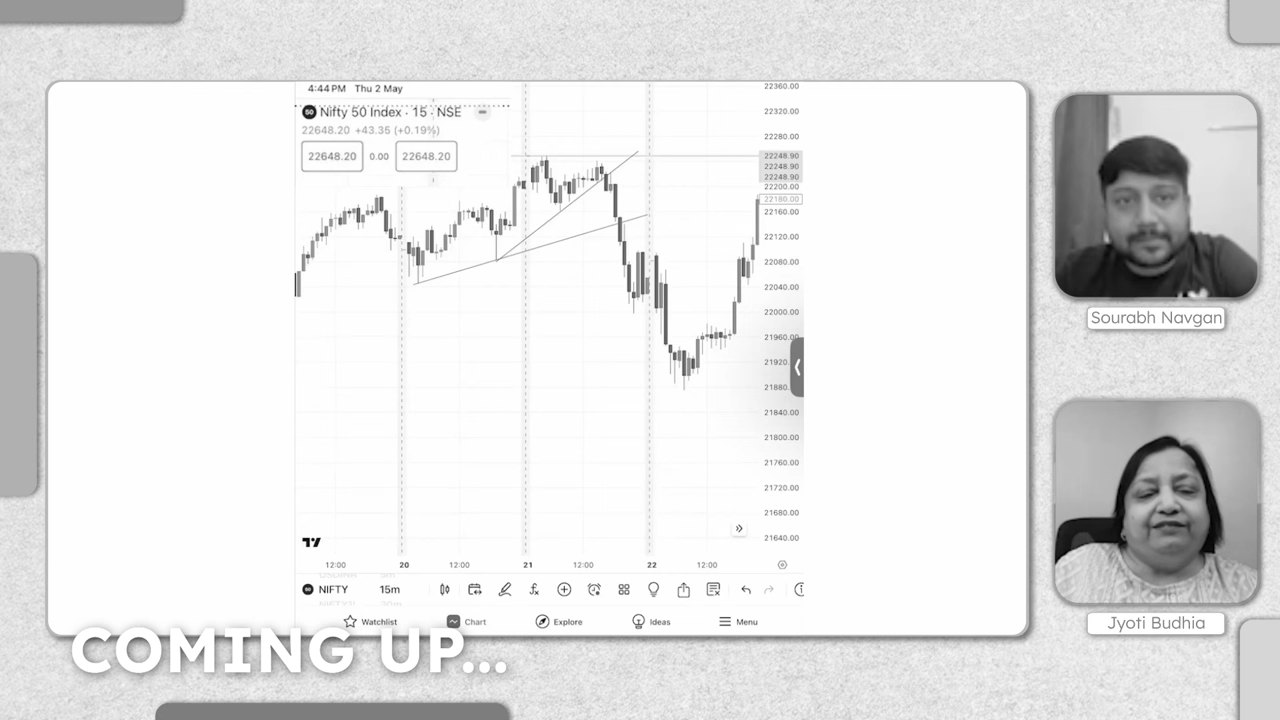 4:44 PM Thu 2 May
50 Nifty 50 Index · 15 · NSE
22648.20 +43.35 (+0.19%)
22648.20 0.00 22648.20
22360.00
22320.00
22280.00
22248.90
22248.90
22248.90
22200.00
22180.00
22160.00
22120.00
22080.00
22040.00
22000.00
21960.00
21920.
21880.00
21840.00
21800.00
21760.00
21720.00
21680.00
21640.00
12:00 20 12:00 21 12:00 22 12:00
NIFTY 15m
Watchlist Chart Explore Ideas Menu
COMING UP...
Sourabh Navgan
Jyoti Budhia